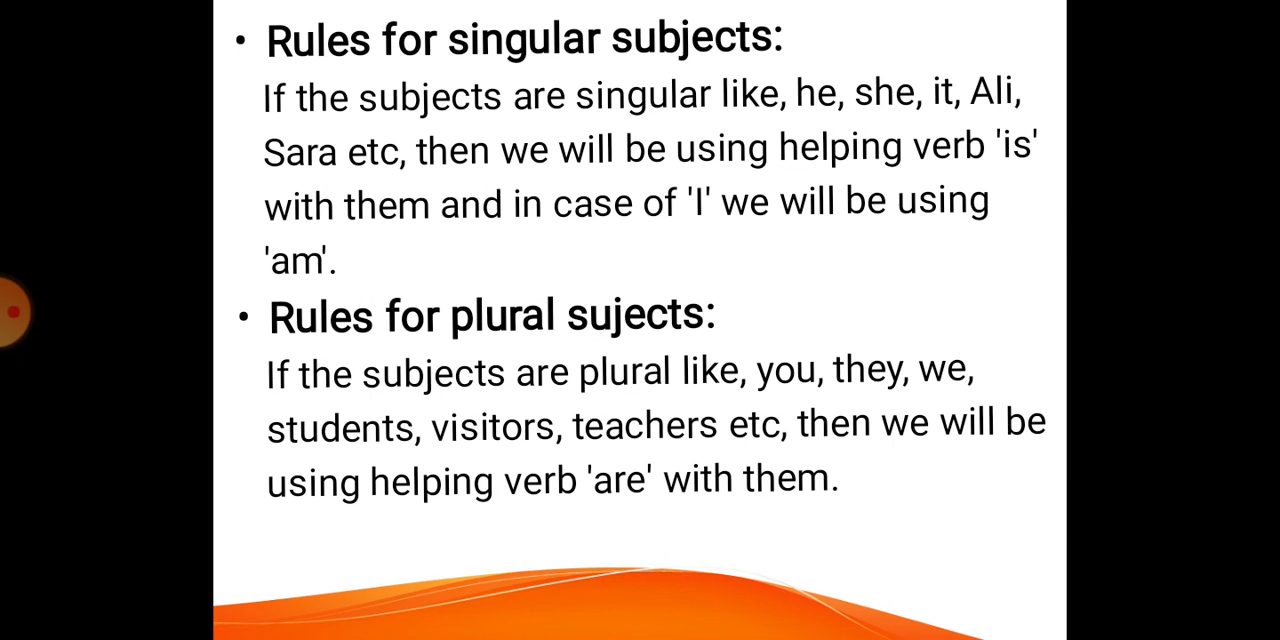 • Rules for singular subjects:
If the subjects are singular like, he, she, it, Ali,
Sara etc, then we will be using helping verb 'is'
with them and in case of 'I' we will be using
'am'.
• Rules for plural sujects:
If the subjects are plural like, you, they, we,
students, visitors, teachers etc, then we will be
using helping verb 'are' with them.